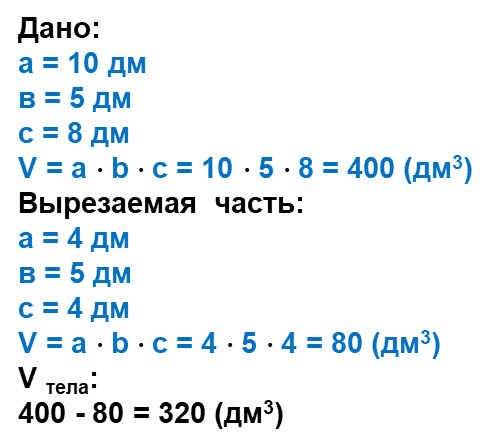 Дано:
а = 10 дм
в = 5 дм
с = 8 дм
V = a · b · c = 10 · 5 · 8 = 400 (дм³)
Вырезаемая часть:
а = 4 дм
в = 5 дм
с = 4 дм
V = a · b · c = 4 · 5 · 4 = 80 (дм³)
V тела:
400 - 80 = 320 (дм³)